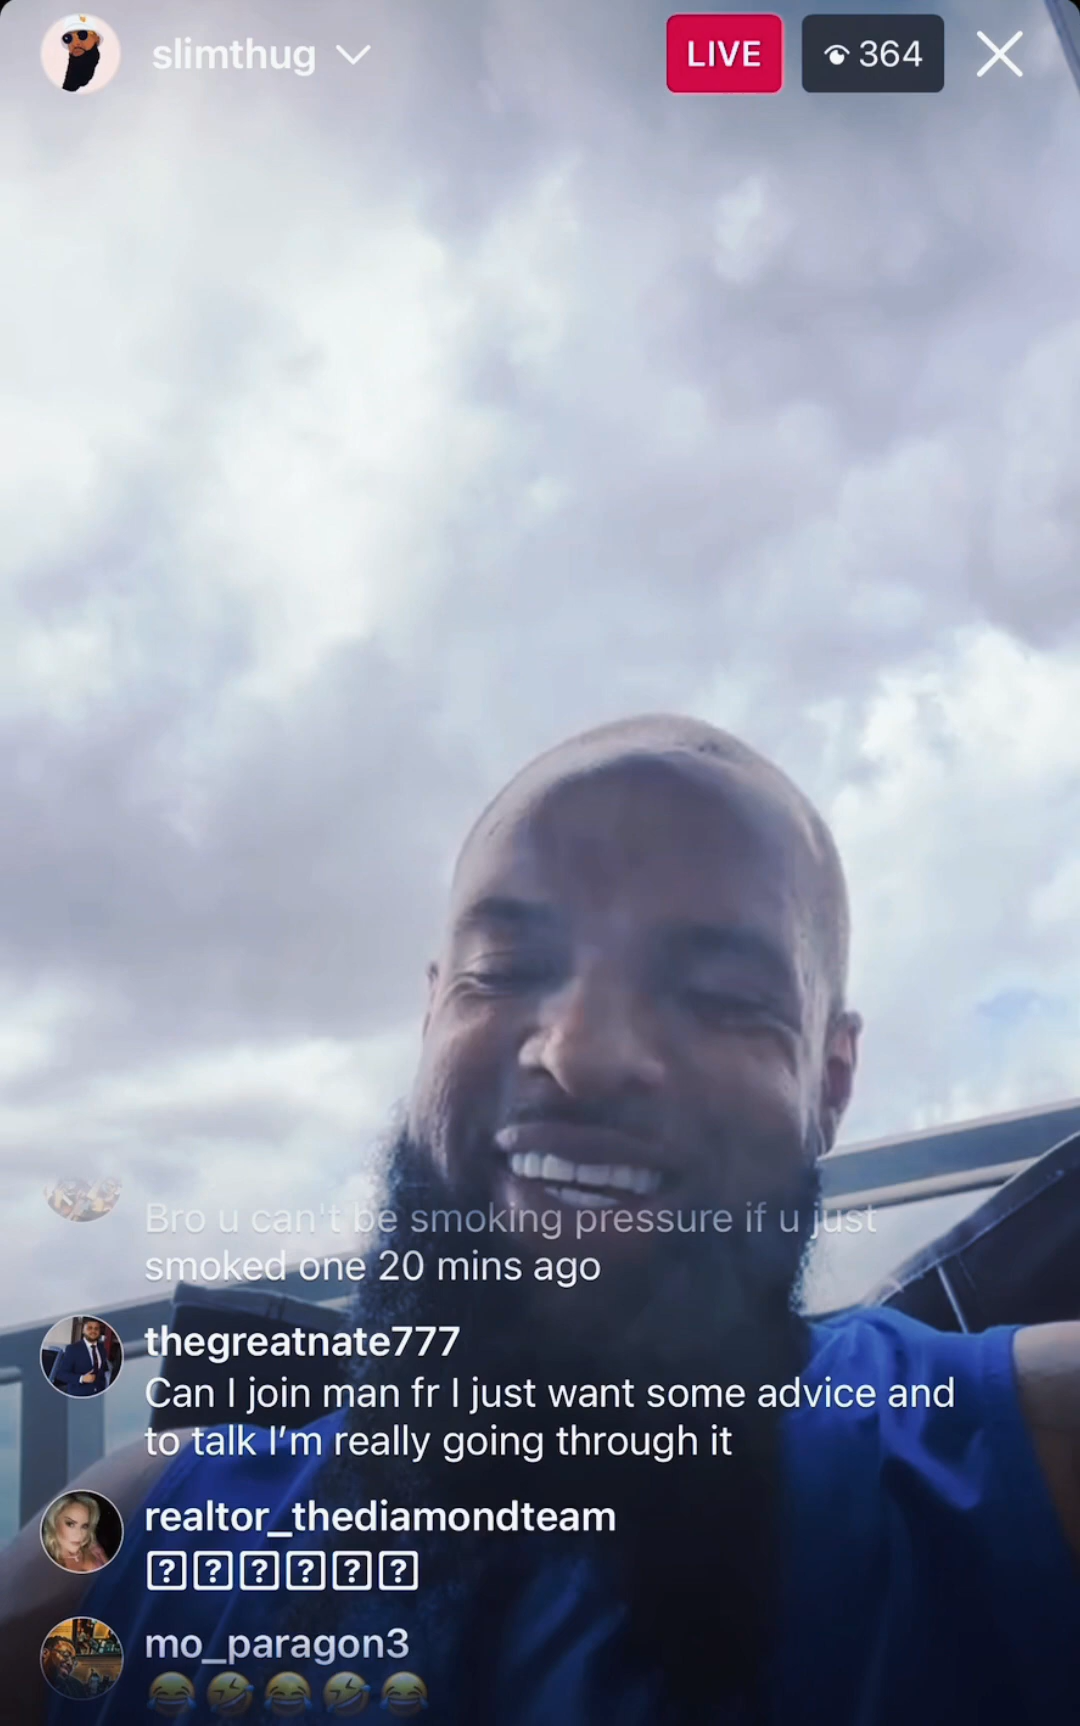 slimthug
LIVE
364
Bro u can't be smoking pressure if u just
smoked one 20 mins ago
thegreatnate777
Can I join man fr I just want some advice and
to talk I'm really going through it
realtor_thediamondteam
⍰⍰⍰⍰⍰⍰
mo_paragon3
😂🤣😂🤣😂